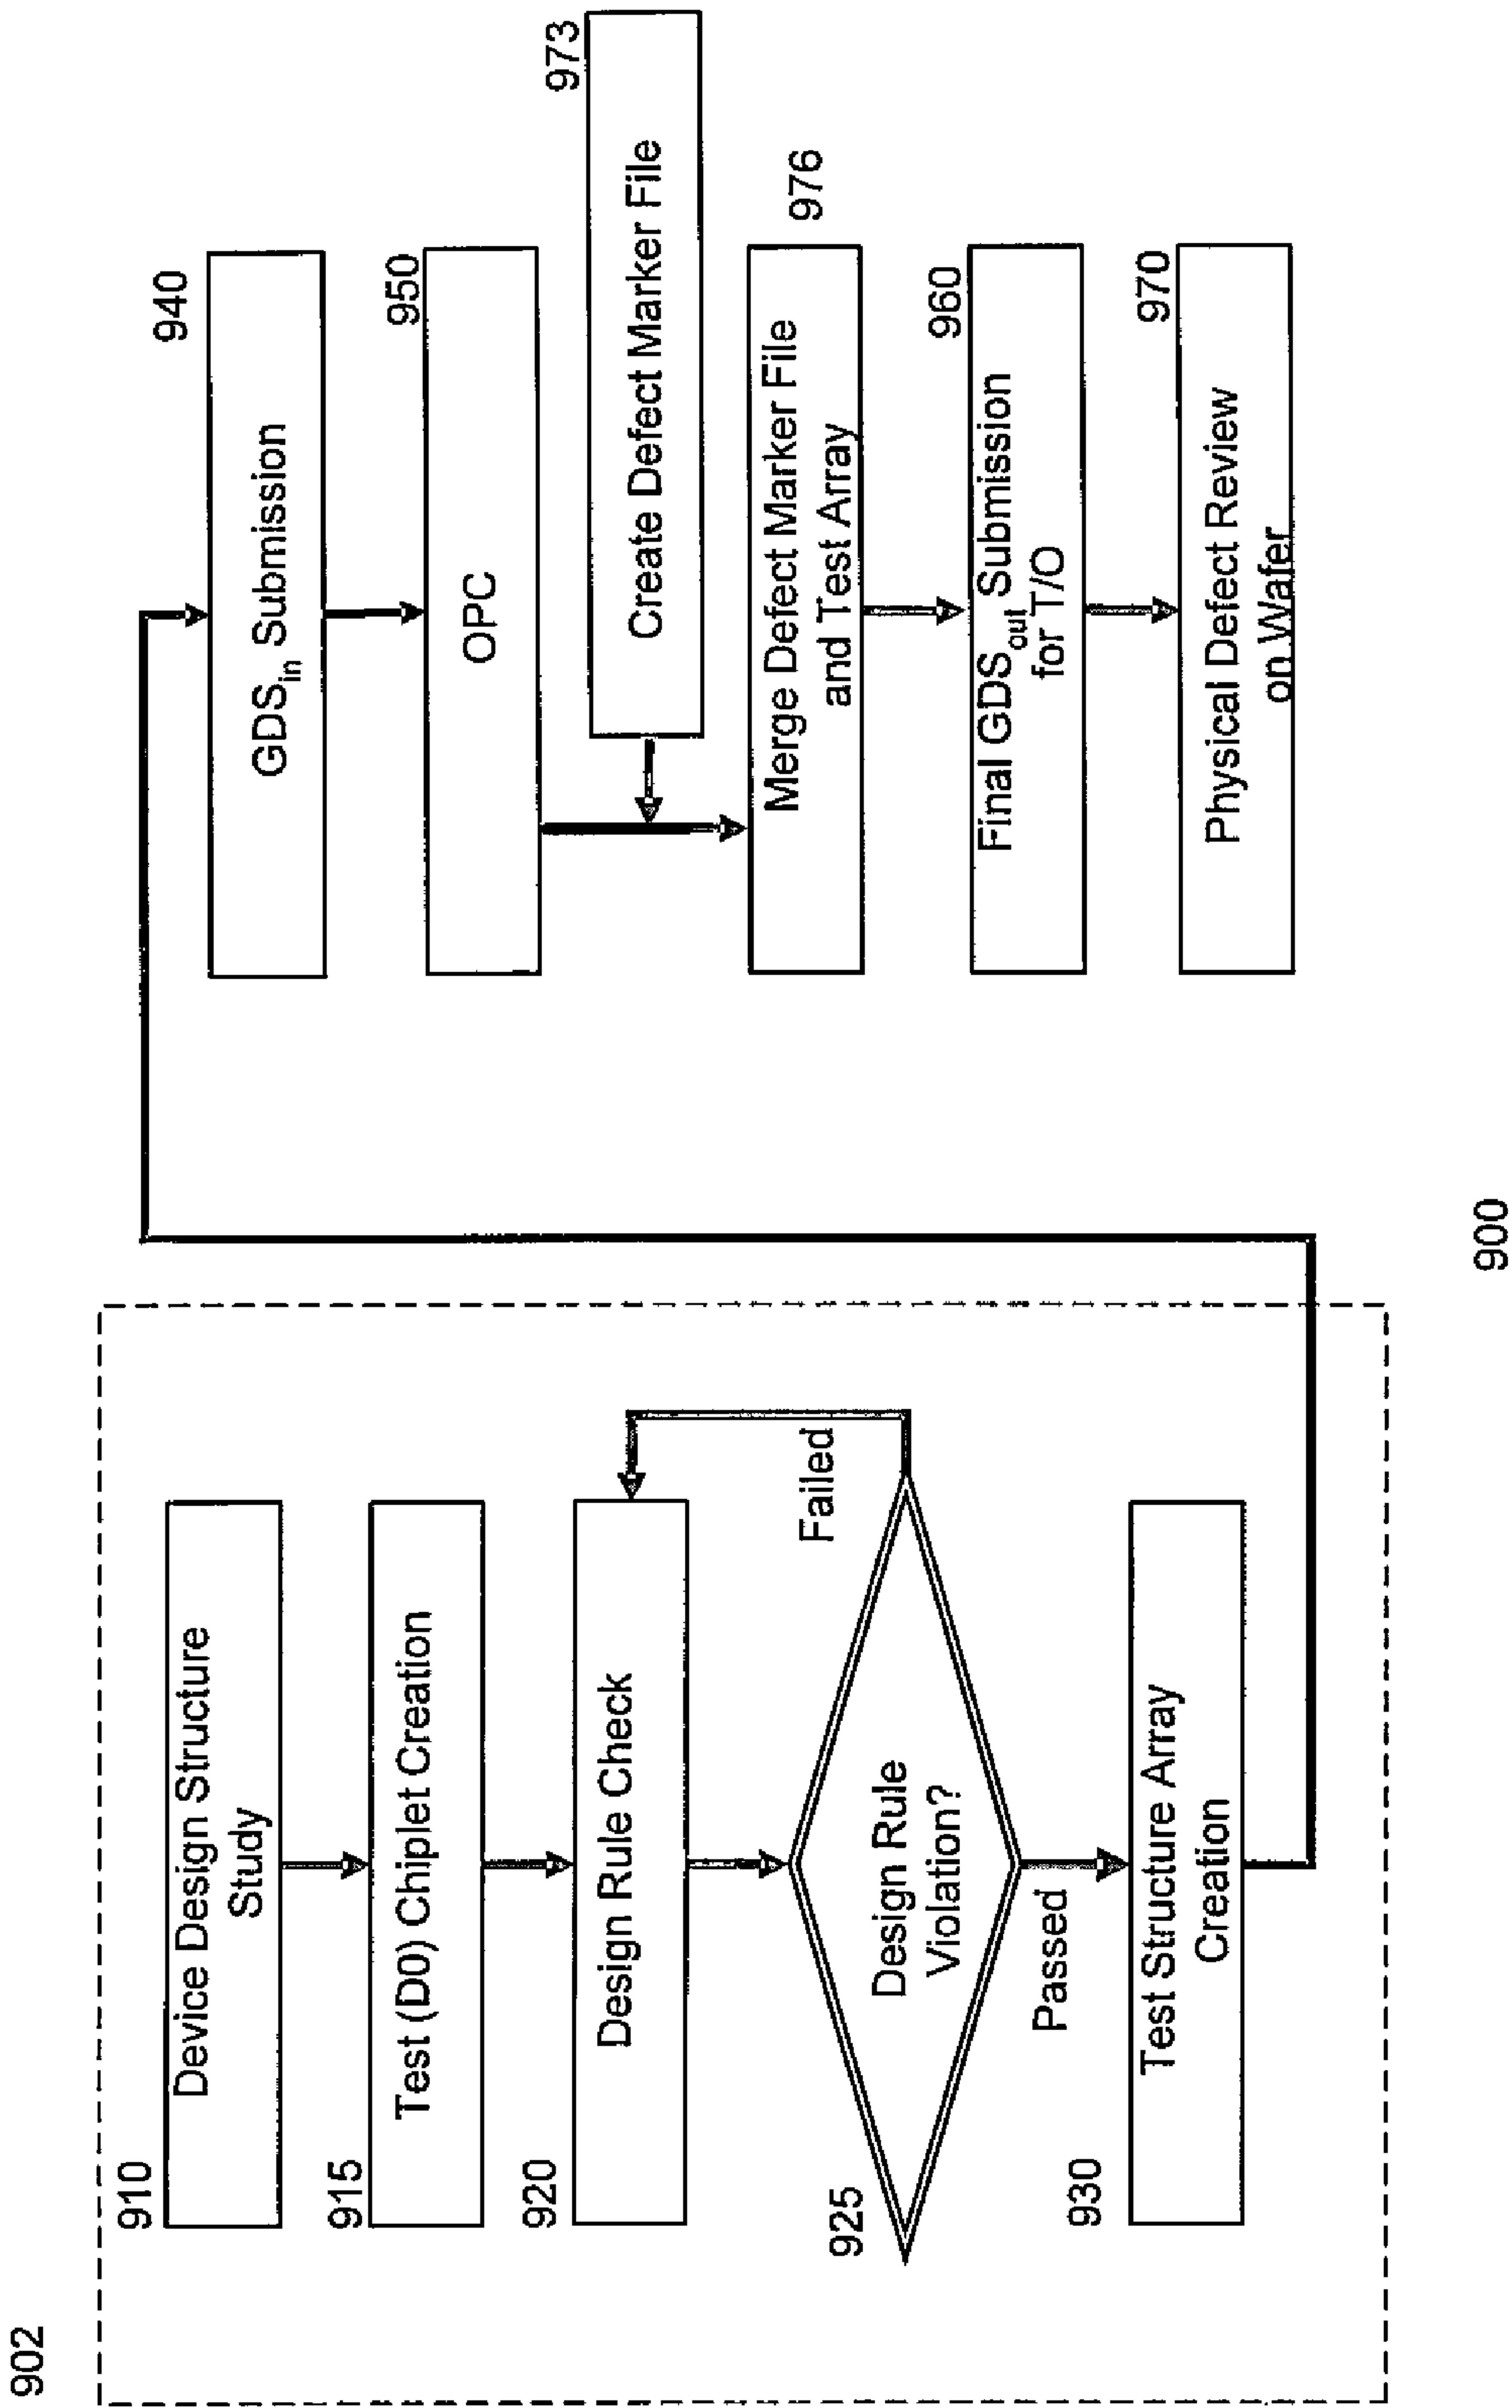 902
910
Device Design Structure
Study
915
Test (D0) Chiplet Creation
920
Design Rule Check
Failed
925
Design Rule
Violation?
Passed
930
Test Structure Array
Creation
940
GDSin Submission
950
OPC
973
Create Defect Marker File
976
Merge Defect Marker File
and Test Array
960
Final GDSout Submission
for T/O
970
Physical Defect Review
on Wafer
900